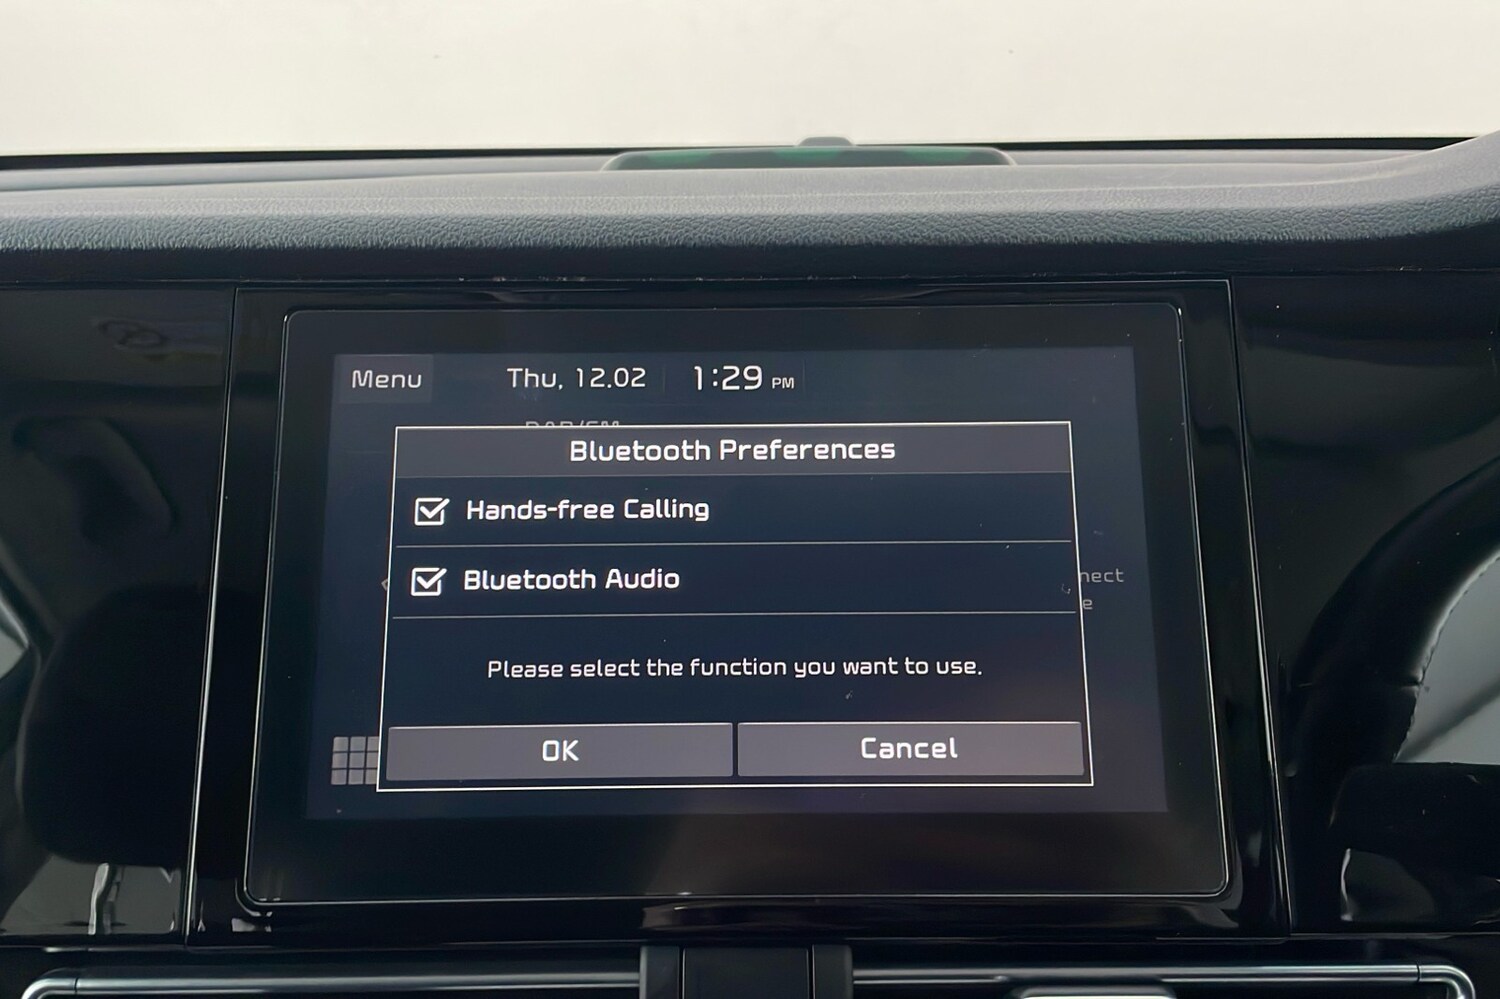 Menu
Thu, 12.02
1:29 PM
Bluetooth Preferences
Hands-free Calling
Bluetooth Audio
Please select the function you want to use.
OK
Cancel